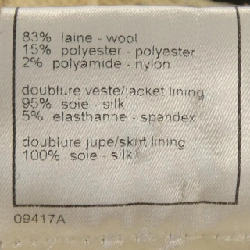 83% laine - wool
15% polyester - polyester
2% polyamide - nylon
doublure veste/jacket lining
95% soie - silk
5% elasthanne - spandex
doublure jupe/skirt lining
100% soie - silk
09417A